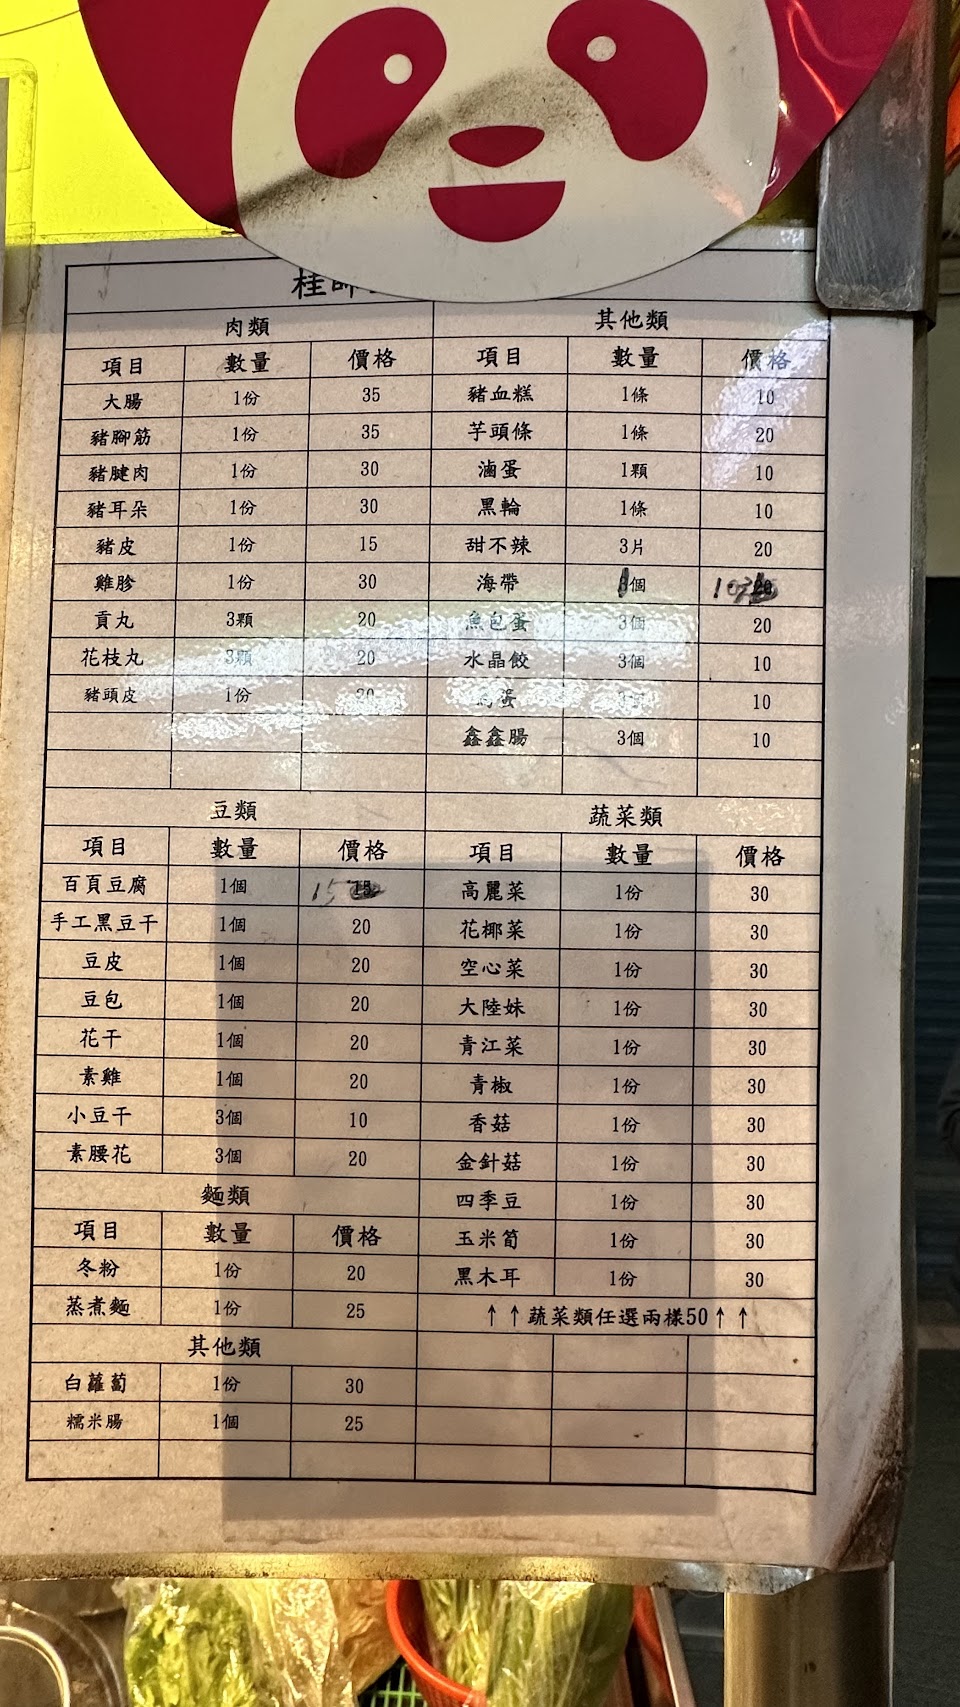 桂
肉類
項目 數量 價格
大腸 1份 35
豬腳筋 1份 35
豬腱肉 1份 30
豬耳朵 1份 30
豬皮 1份 15
雞胗 1份 30
貢丸 3顆 20
花枝丸 3顆 20
豬頭皮 1份 20
其他類
項目 數量 價格
豬血糕 1條 10
芋頭條 1條 20
滷蛋 1顆 10
黑輪 1條 10
甜不辣 3片 20
海帶 1個 10
魚包蛋 3個 20
水晶餃 3個 10
蛋 10
鑫鑫腸 3個 10
豆類
項目 數量 價格
百頁豆腐 1個 15
手工黑豆干 1個 20
豆皮 1個 20
豆包 1個 20
花干 1個 20
素雞 1個 20
小豆干 3個 10
素腰花 3個 20
麵類
項目 數量 價格
冬粉 1份 20
蒸煮麵 1份 25
其他類
白蘿蔔 1份 30
糯米腸 1個 25
蔬菜類
項目 數量 價格
高麗菜 1份 30
花椰菜 1份 30
空心菜 1份 30
大陸妹 1份 30
青江菜 1份 30
青椒 1份 30
香菇 1份 30
金針菇 1份 30
四季豆 1份 30
玉米筍 1份 30
黑木耳 1份 30
↑↑蔬菜類任選兩樣50↑↑